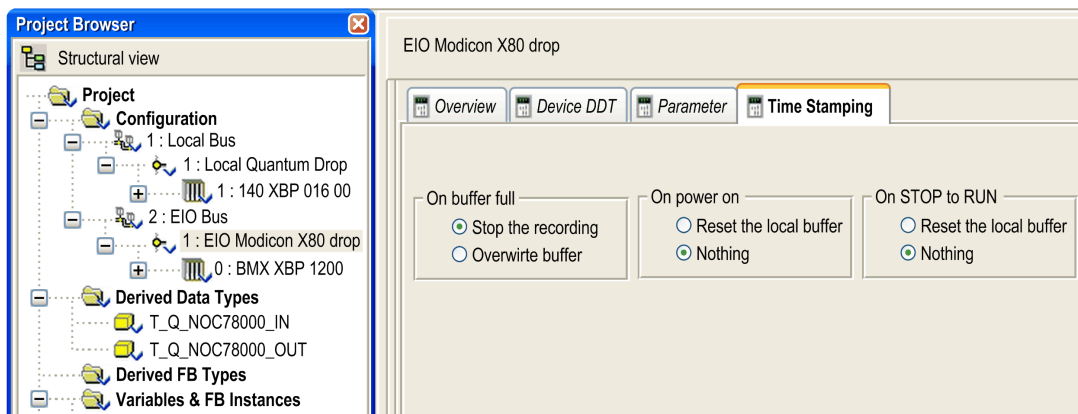 Project Browser
Structural view
Project
Configuration
1 : Local Bus
1 : Local Quantum Drop
1 : 140 XBP 016 00
2 : EIO Bus
1 : EIO Modicon X80 drop
0 : BMX XBP 1200
Derived Data Types
T_Q_NOC78000_IN
T_Q_NOC78000_OUT
Derived FB Types
Variables & FB Instances
EIO Modicon X80 drop
Overview Device DDT Parameter Time Stamping
On buffer full
Stop the recording
Overwirte buffer
On power on
Reset the local buffer
Nothing
On STOP to RUN
Reset the local buffer
Nothing